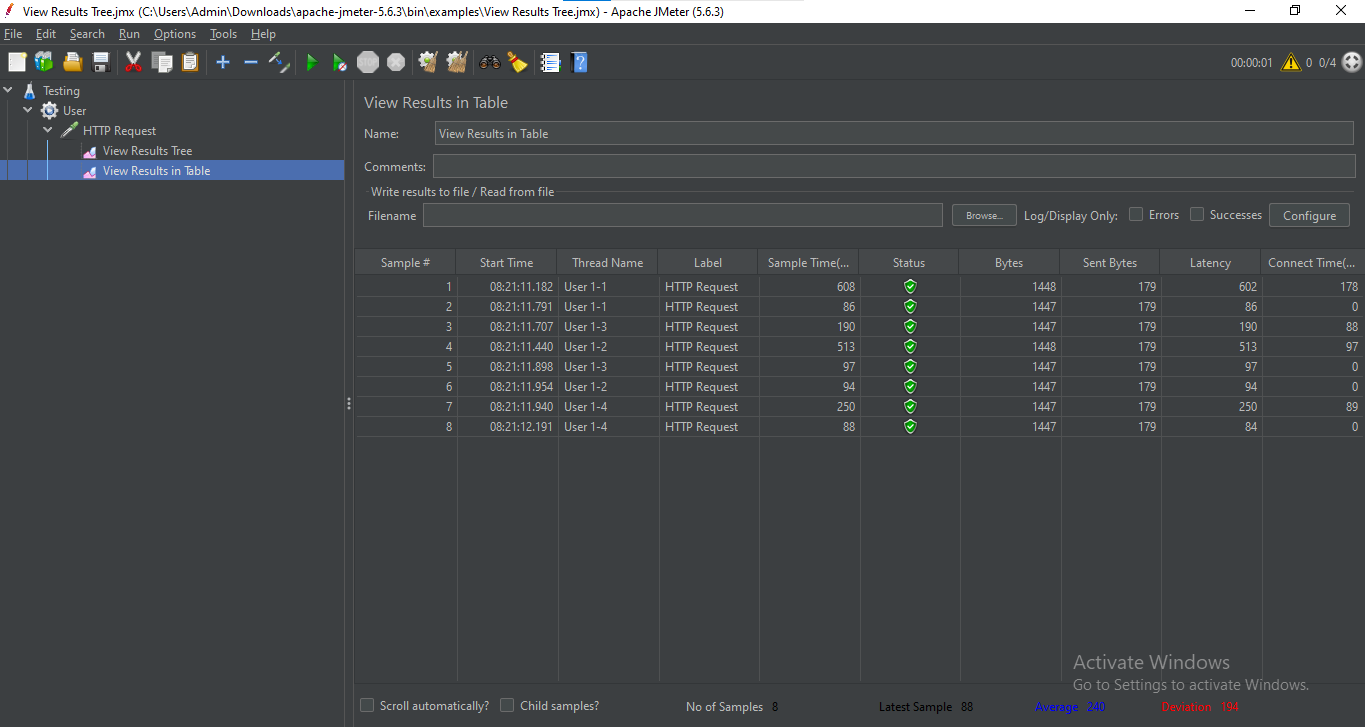 View Results Tree.jmx (C:\Users\Admin\Downloads\apache-jmeter-5.6.3\bin\examples\View Results Tree.jmx) - Apache JMeter (5.6.3)
File Edit Search Run Options Tools Help
STOP 00:00:01 0 0/4
Testing
User
HTTP Request
View Results Tree
View Results in Table
View Results in Table
Name: View Results in Table
Comments:
Write results to file / Read from file
Filename Browse... Log/Display Only: Errors Successes Configure
Sample # Start Time Thread Name Label Sample Time(... Status Bytes Sent Bytes Latency Connect Time(...
1 08:21:11.182 User 1-1 HTTP Request 608 1448 179 602 178
2 08:21:11.791 User 1-1 HTTP Request 86 1447 179 86 0
3 08:21:11.707 User 1-3 HTTP Request 190 1447 179 190 88
4 08:21:11.440 User 1-2 HTTP Request 513 1448 179 513 97
5 08:21:11.898 User 1-3 HTTP Request 97 1447 179 97 0
6 08:21:11.954 User 1-2 HTTP Request 94 1447 179 94 0
7 08:21:11.940 User 1-4 HTTP Request 250 1447 179 250 89
8 08:21:12.191 User 1-4 HTTP Request 88 1447 179 84 0
Activate Windows
Go to Settings to activate Windows.
Scroll automatically? Child samples? No of Samples 8 Latest Sample 88 Average 240 Deviation 194